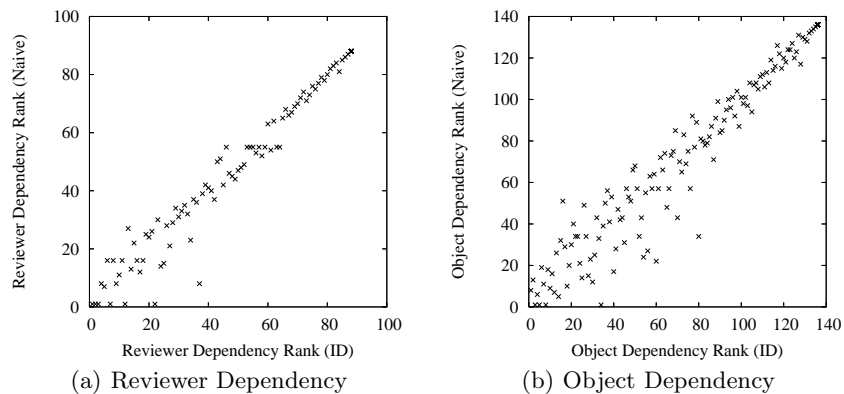 Reviewer Dependency Rank (Naive)
100
80
60
40
20
0
0 20 40 60 80 100
Reviewer Dependency Rank (ID)
(a) Reviewer Dependency
Object Dependency Rank (Naive)
140
120
100
80
60
40
20
0
0 20 40 60 80 100 120 140
Object Dependency Rank (ID)
(b) Object Dependency